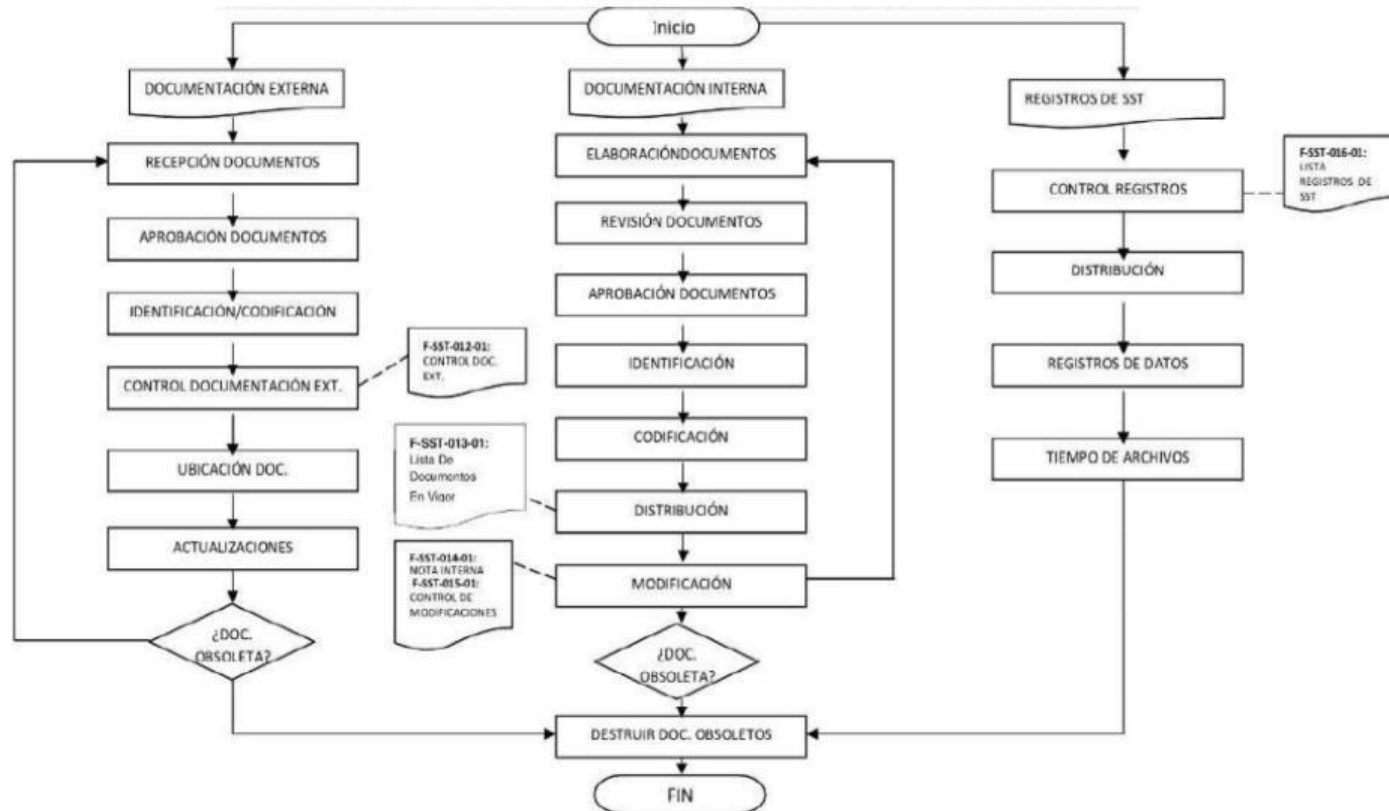 Inicio
DOCUMENTACIÓN EXTERNA
RECEPCIÓN DOCUMENTOS
APROBACIÓN DOCUMENTOS
IDENTIFICACIÓN/CODIFICACIÓN
CONTROL DOCUMENTACIÓN EXT.
F-SST-012-01:
CONTROL DOC.
EXT.
UBICACIÓN DOC.
ACTUALIZACIONES
¿DOC.
OBSOLETA?
DOCUMENTACIÓN INTERNA
ELABORACIÓNDOCUMENTOS
REVISIÓN DOCUMENTOS
APROBACIÓN DOCUMENTOS
IDENTIFICACIÓN
CODIFICACIÓN
F-SST-013-01:
Lista De
Documentos
En Vigor
DISTRIBUCIÓN
F-SST-014-01:
NOTA INTERNA
F-SST-015-01:
CONTROL DE
MODIFICACIONES
MODIFICACIÓN
¿DOC.
OBSOLETA?
REGISTROS DE SST
CONTROL REGISTROS
F-SST-016-01:
LISTA
REGISTROS DE
SST
DISTRIBUCIÓN
REGISTROS DE DATOS
TIEMPO DE ARCHIVOS
DESTRUIR DOC. OBSOLETOS
FIN